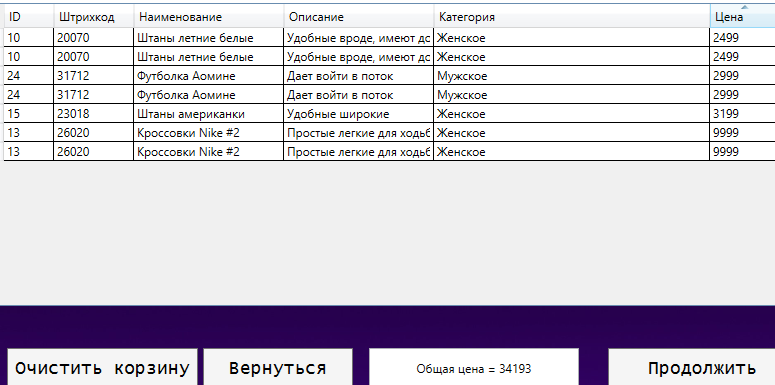 ID Штрихкод Наименование Описание Категория Цена
10 20070 Штаны летние белые Удобные вроде, имеют дс Женское 2499
10 20070 Штаны летние белые Удобные вроде, имеют дс Женское 2499
24 31712 Футболка Аомине Дает войти в поток Мужское 2999
24 31712 Футболка Аомине Дает войти в поток Мужское 2999
15 23018 Штаны американки Удобные широкие Женское 3199
13 26020 Кроссовки Nike #2 Простые легкие для ходьб Женское 9999
13 26020 Кроссовки Nike #2 Простые легкие для ходьб Женское 9999
Очистить корзину Вернуться Общая цена = 34193 Продолжить